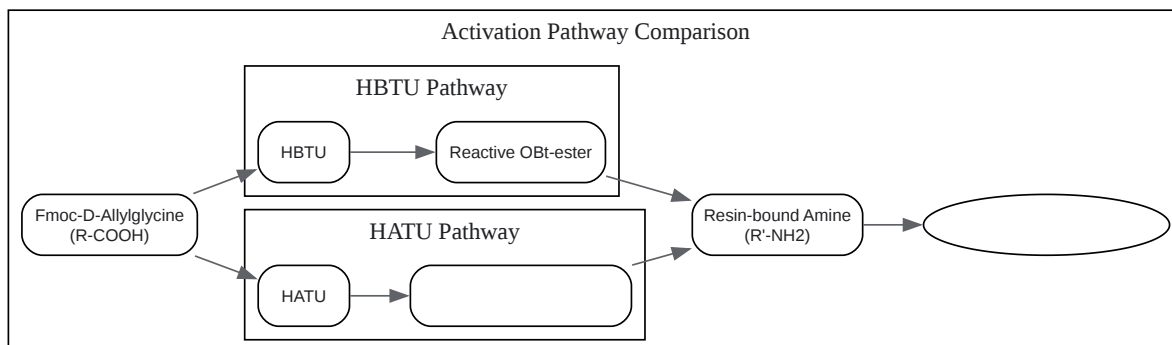 Activation Pathway Comparison
HBTU Pathway
HBTU
Reactive OBt-ester
Fmoc-D-Allylglycine
(R-COOH)
HATU Pathway
HATU
Resin-bound Amine
(R'-NH2)